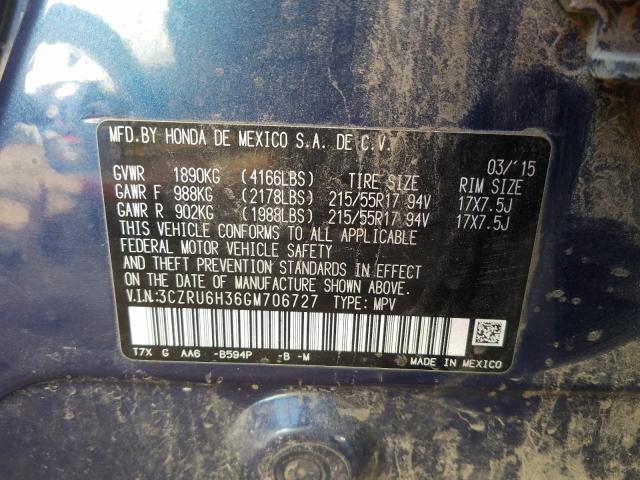 MFD.BY HONDA DE MEXICO S.A. DE C.V.
03/'15
GVWR 1890KG (4166LBS) TIRE SIZE RIM SIZE
GAWR F 988KG (2178LBS) 215/55R17 94V 17X7.5J
GAWR R 902KG (1988LBS) 215/55R17 94V 17X7.5J
THIS VEHICLE CONFORMS TO ALL APPLICABLE
FEDERAL MOTOR VEHICLE SAFETY
AND THEFT PREVENTION STANDARDS IN EFFECT
ON THE DATE OF MANUFACTURE SHOWN ABOVE.
V.I.N:3CZRU6H36GM706727 TYPE: MPV
T7X G AA6 -B594P -B -M
MADE IN MEXICO